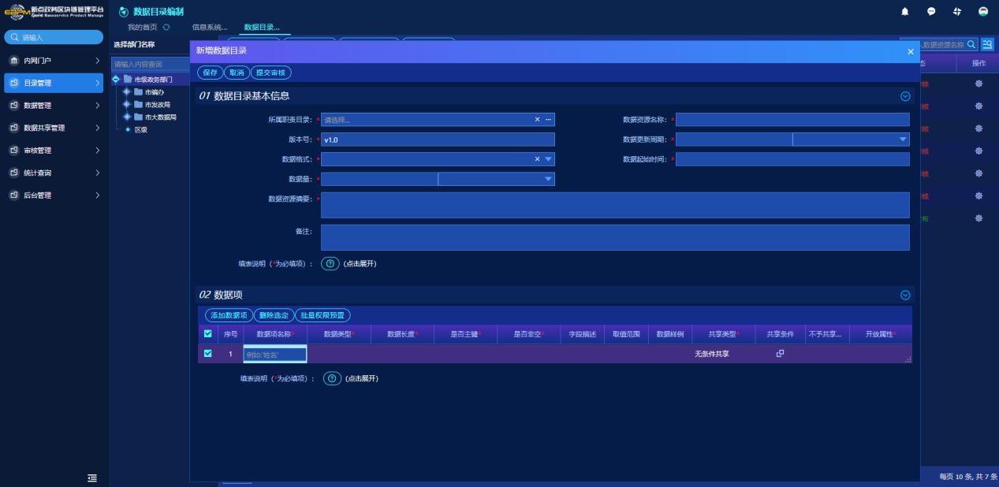 新点政务区块链管理平台
数据目录编制
我的首页 信息系统... 数据目录...
请输入
内网门户
目录管理
数据管理
数据共享管理
审核管理
统计查询
后台管理
选择部门名称
请输入内容查询
市级政务部门
市编办
市发改局
市大数据局
区级
数据资源名称
态 操作
核
核
核
核
核
核
布
新增数据目录
保存 取消 提交审核
01 数据目录基本信息
所属职责目录：* 请选择... 数据资源名称：*
版本号：* v1.0 数据更新周期：*
数据格式：* 数据起始时间：*
数据量：*
数据资源摘要：*
备注：
填表说明（*为必填项）： (点击展开)
02 数据项
添加数据项 删除选定 批量权限预置
序号 数据项名称* 数据类型* 数据长度* 是否主键* 是否非空* 字段描述 取值范围 数据样例 共享类型* 共享条件 不予共享... 开放属性*
1 例如:'姓名' 无条件共享
填表说明（*为必填项）： (点击展开)
每页 10 条, 共 7 条